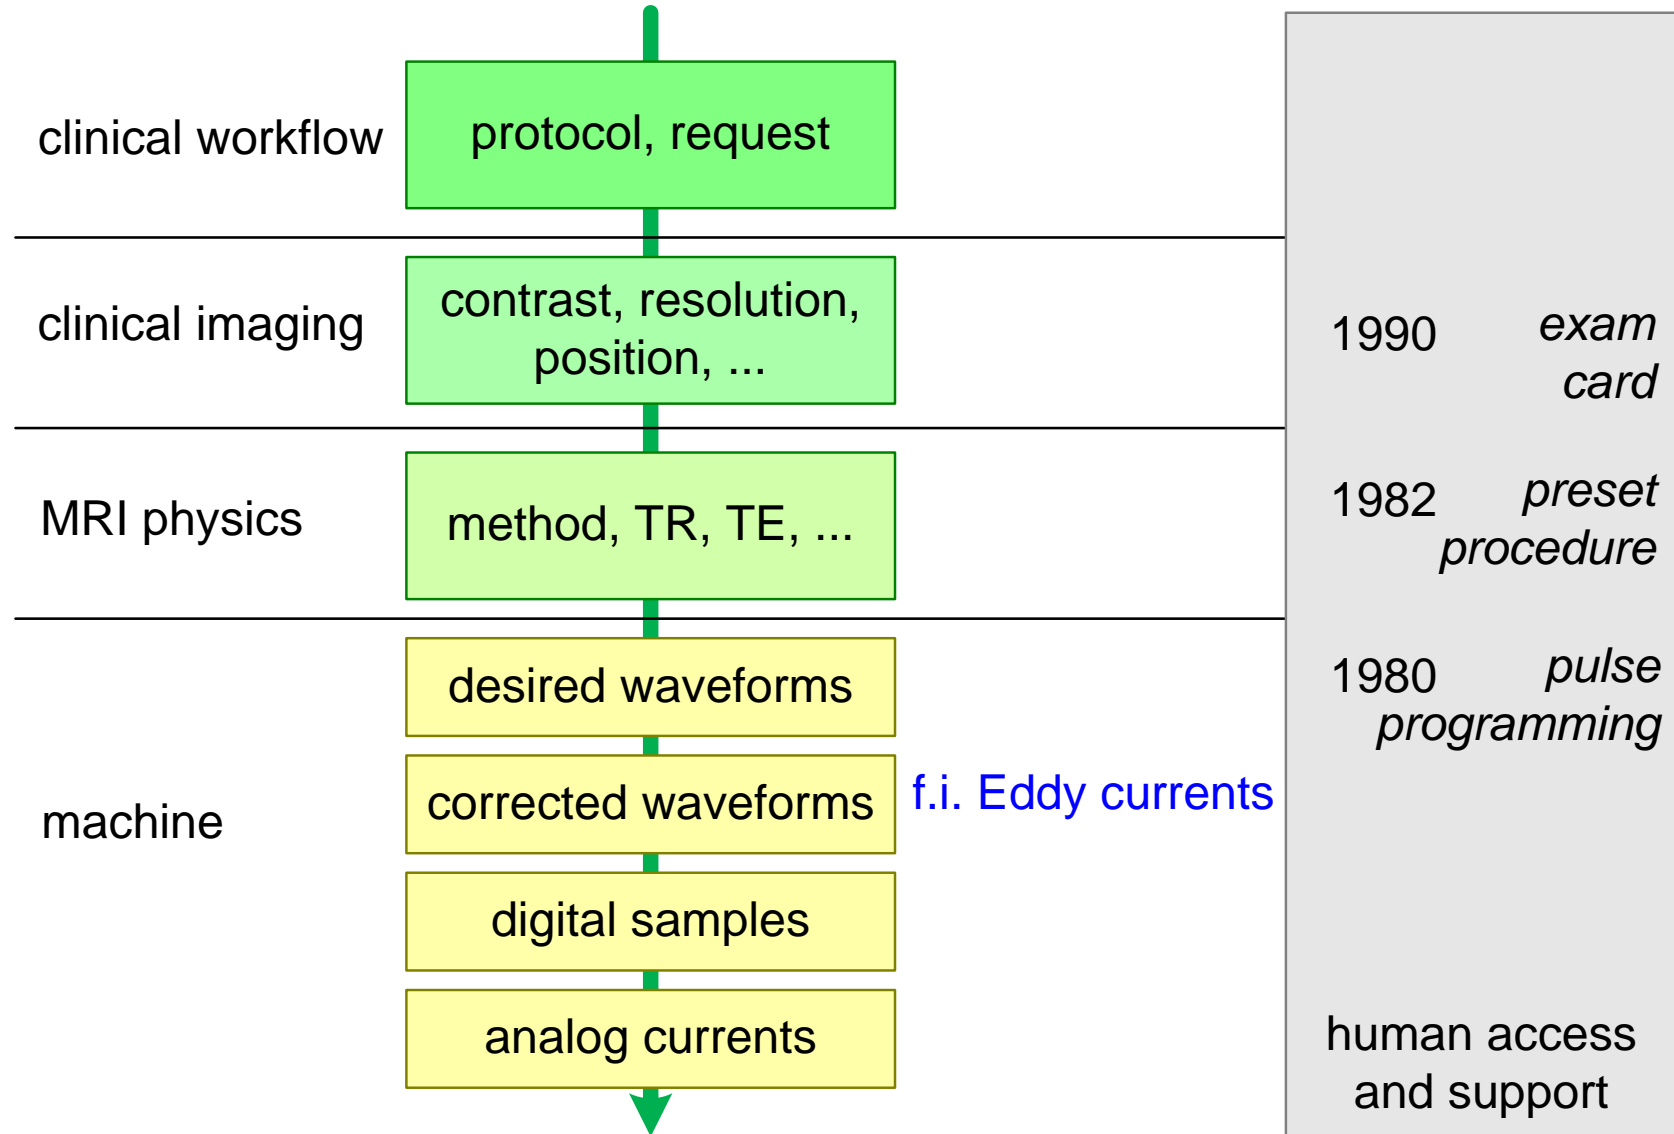 clinical workflow
protocol, request
clinical imaging
contrast, resolution,
position, ...
1990 exam
card
MRI physics
method, TR, TE, ...
1982 preset
procedure
machine
desired waveforms
1980 pulse
programming
corrected waveforms
f.i. Eddy currents
digital samples
analog currents
human access
and support